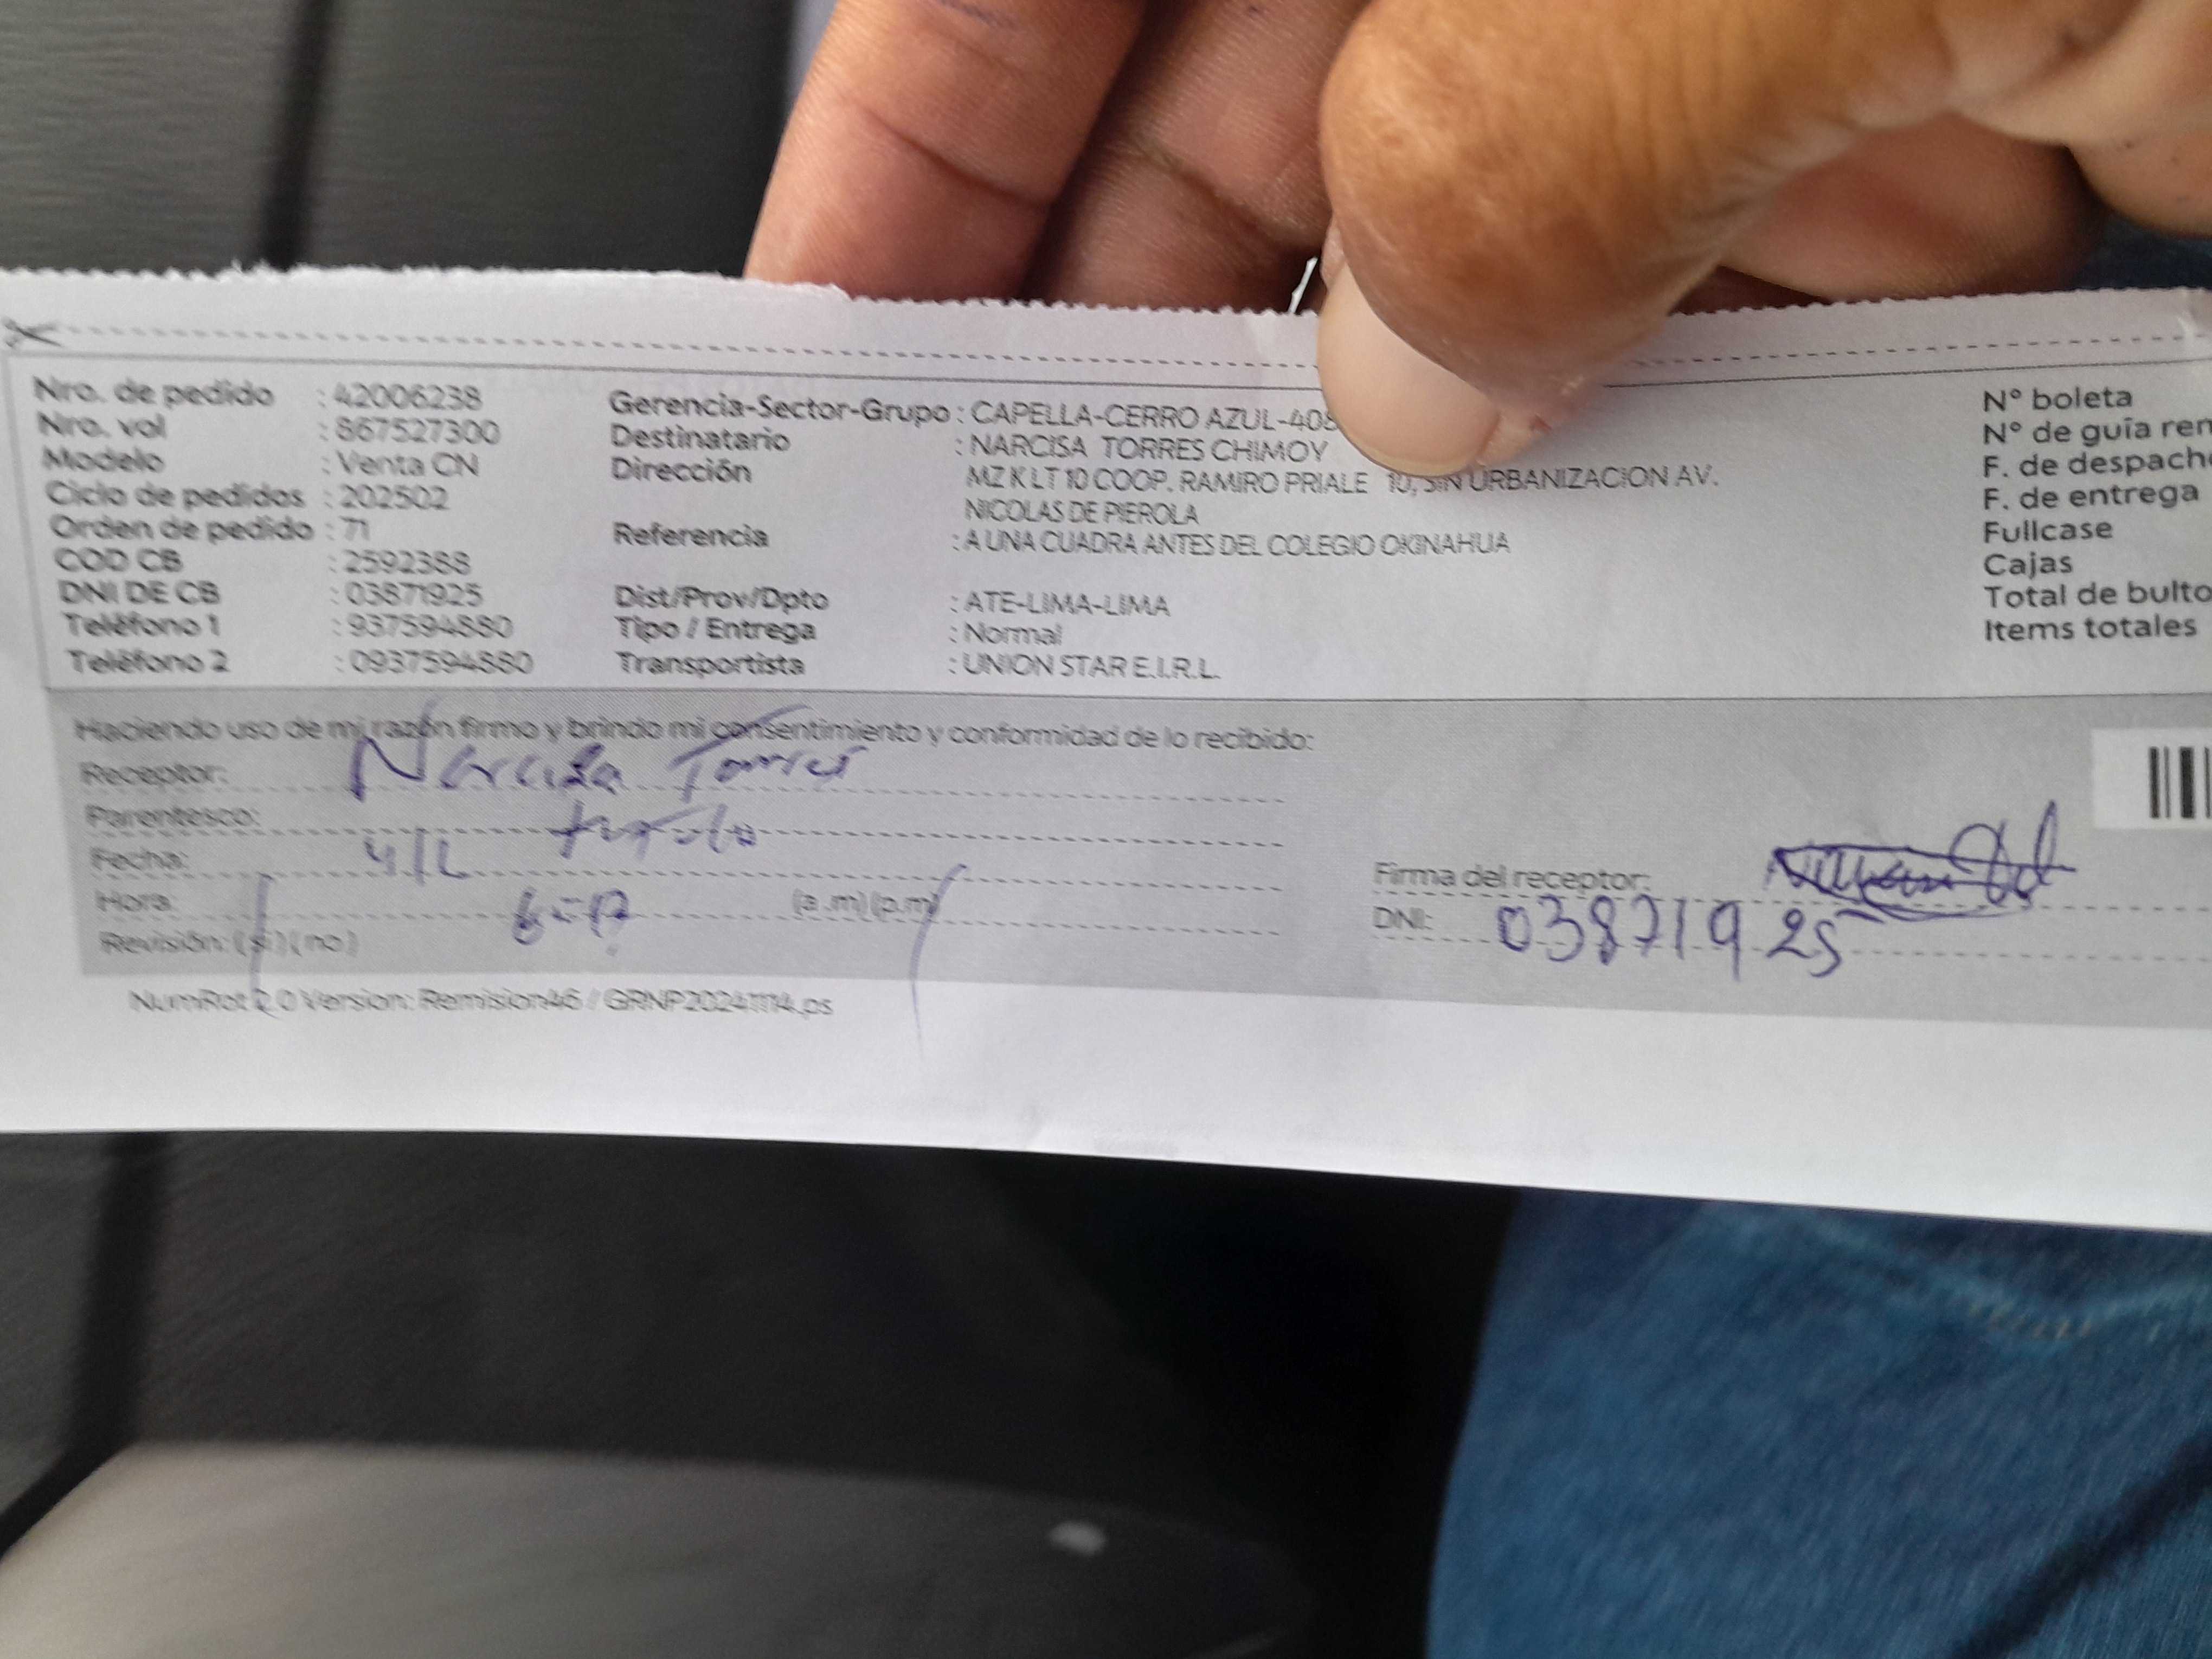 Nro. de pedido : 42006238
Nro. vol : 867527300
Modelo : Venta CN
Ciclo de pedidos : 202502
Orden de pedido : 71
COD CB : 2592388
DNI DE CB : 03871925
Teléfono 1 : 937594880
Teléfono 2 : 0937594880
Gerencia-Sector-Grupo : CAPELLA-CERRO AZUL-408
Destinatario : NARCISA TORRES CHIMOY
Dirección MZ K LT 10 COOP. RAMIRO PRIALE 10, S/N URBANIZACION AV.
NICOLAS DE PIEROLA
Referencia : A UNA CUADRA ANTES DEL COLEGIO OKINAHUA
Dist/Prov/Dpto : ATE-LIMA-LIMA
Tipo / Entrega : Normal
Transportista : UNION STAR E.I.R.L.
N° boleta
N° de guía rem
F. de despach
F. de entrega
Fullcase
Cajas
Total de bulto
Items totales
Haciendo uso de mi razón firmo y brindo mi consentimiento y conformidad de lo recibido:
Receptor: Narcisa Torres
Parentesco:
Fecha:
Hora: (a.m) (p.m)
Revisión: (si) (no)
Firma del receptor:
DNI: 03871925
NumRot 2.0 Version: Remision46 / GRNP20241114.ps